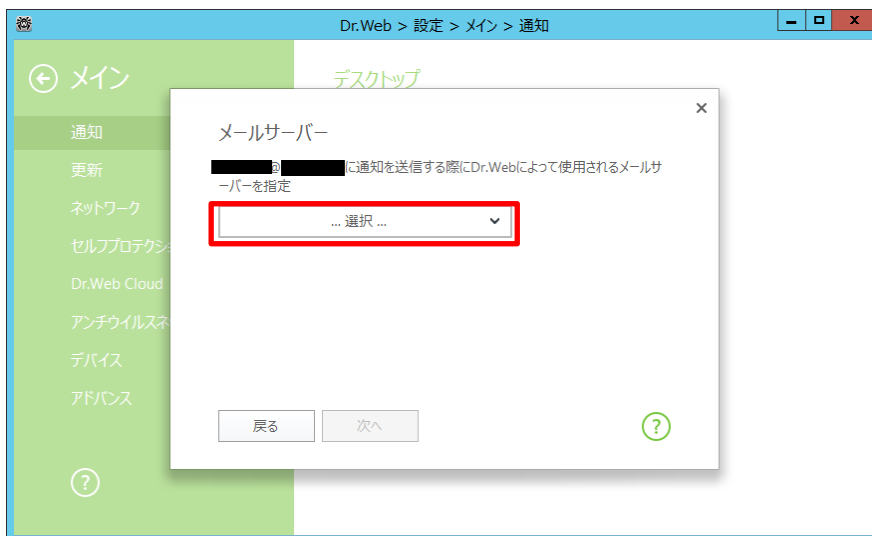 Dr.Web > 設定 > メイン > 通知
メイン
デスクトップ
通知
更新
ネットワーク
セルフプロテクショ
Dr.Web Cloud
アンチウイルスネ
デバイス
アドバンス
?
×
メールサーバー
@
に通知を送信する際にDr.Webによって使用されるメールサ
ーバーを指定
... 選択 ...
戻る
次へ
?